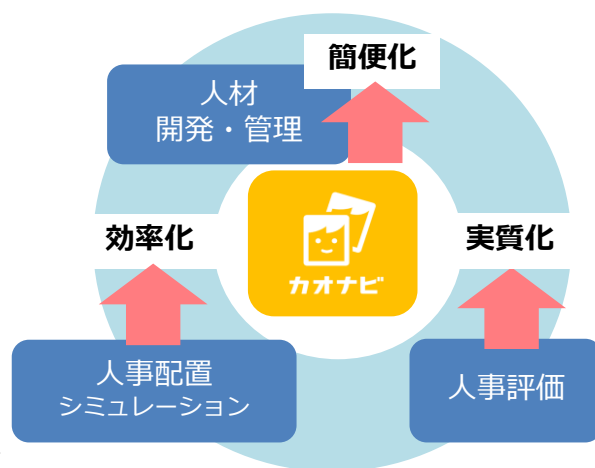 簡便化
人材
開発・管理
効率化
実質化
カオナビ
人事配置
シミュレーション
人事評価